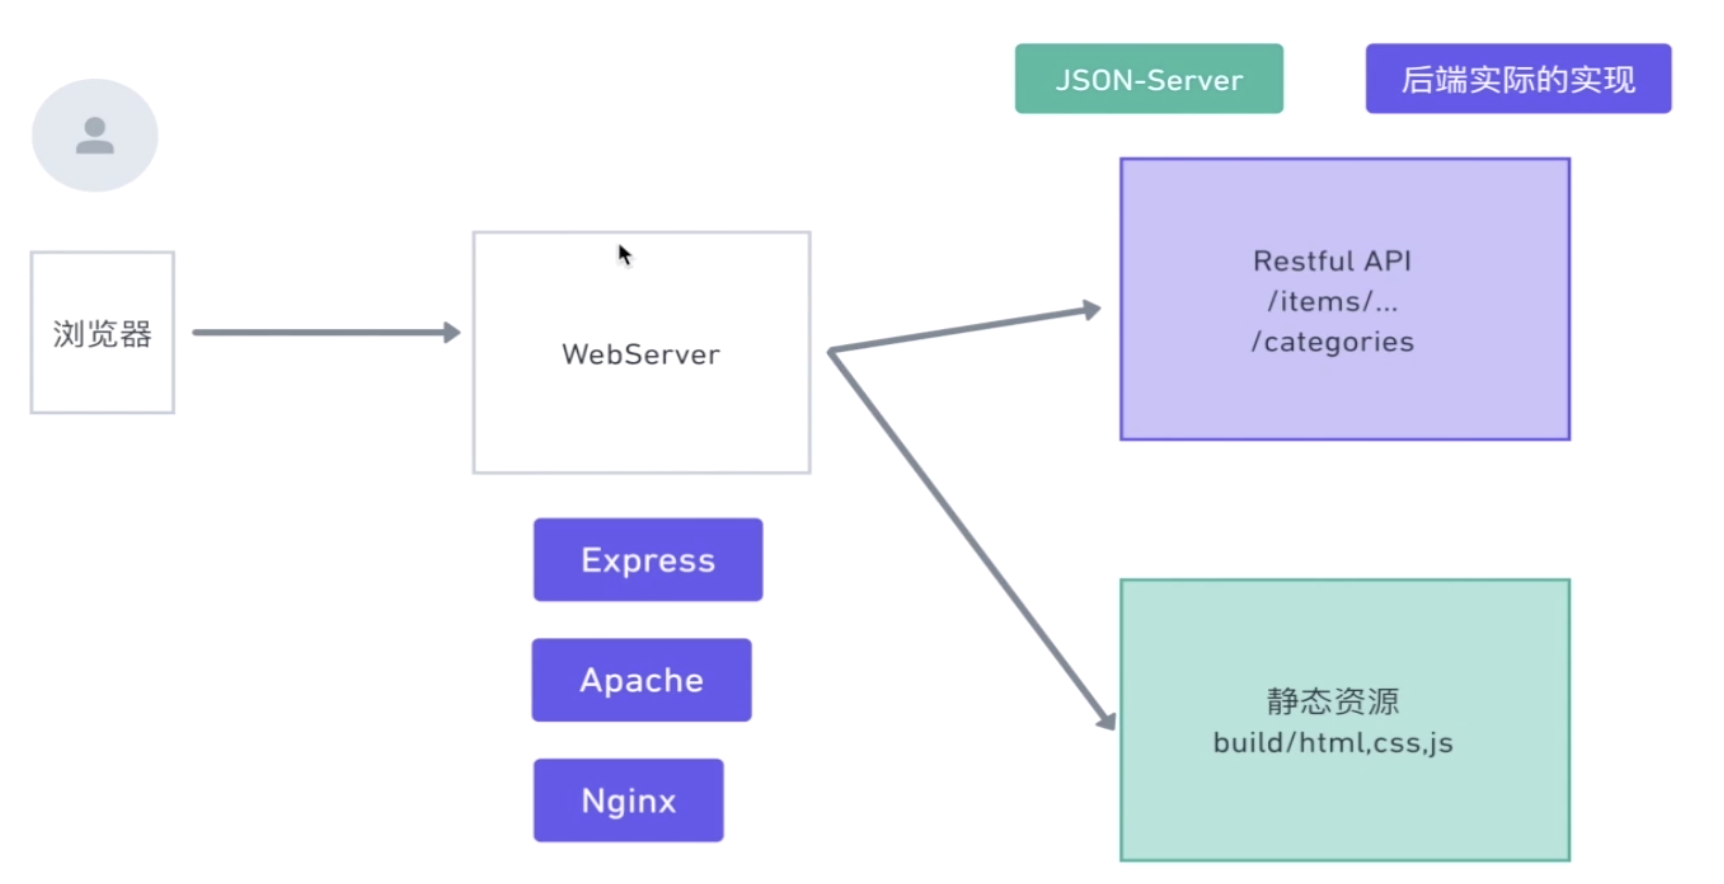 JSON-Server
后端实际的实现
浏览器
WebServer
Restful API
/items/...
/categories
Express
Apache
Nginx
静态资源
build/html,css,js